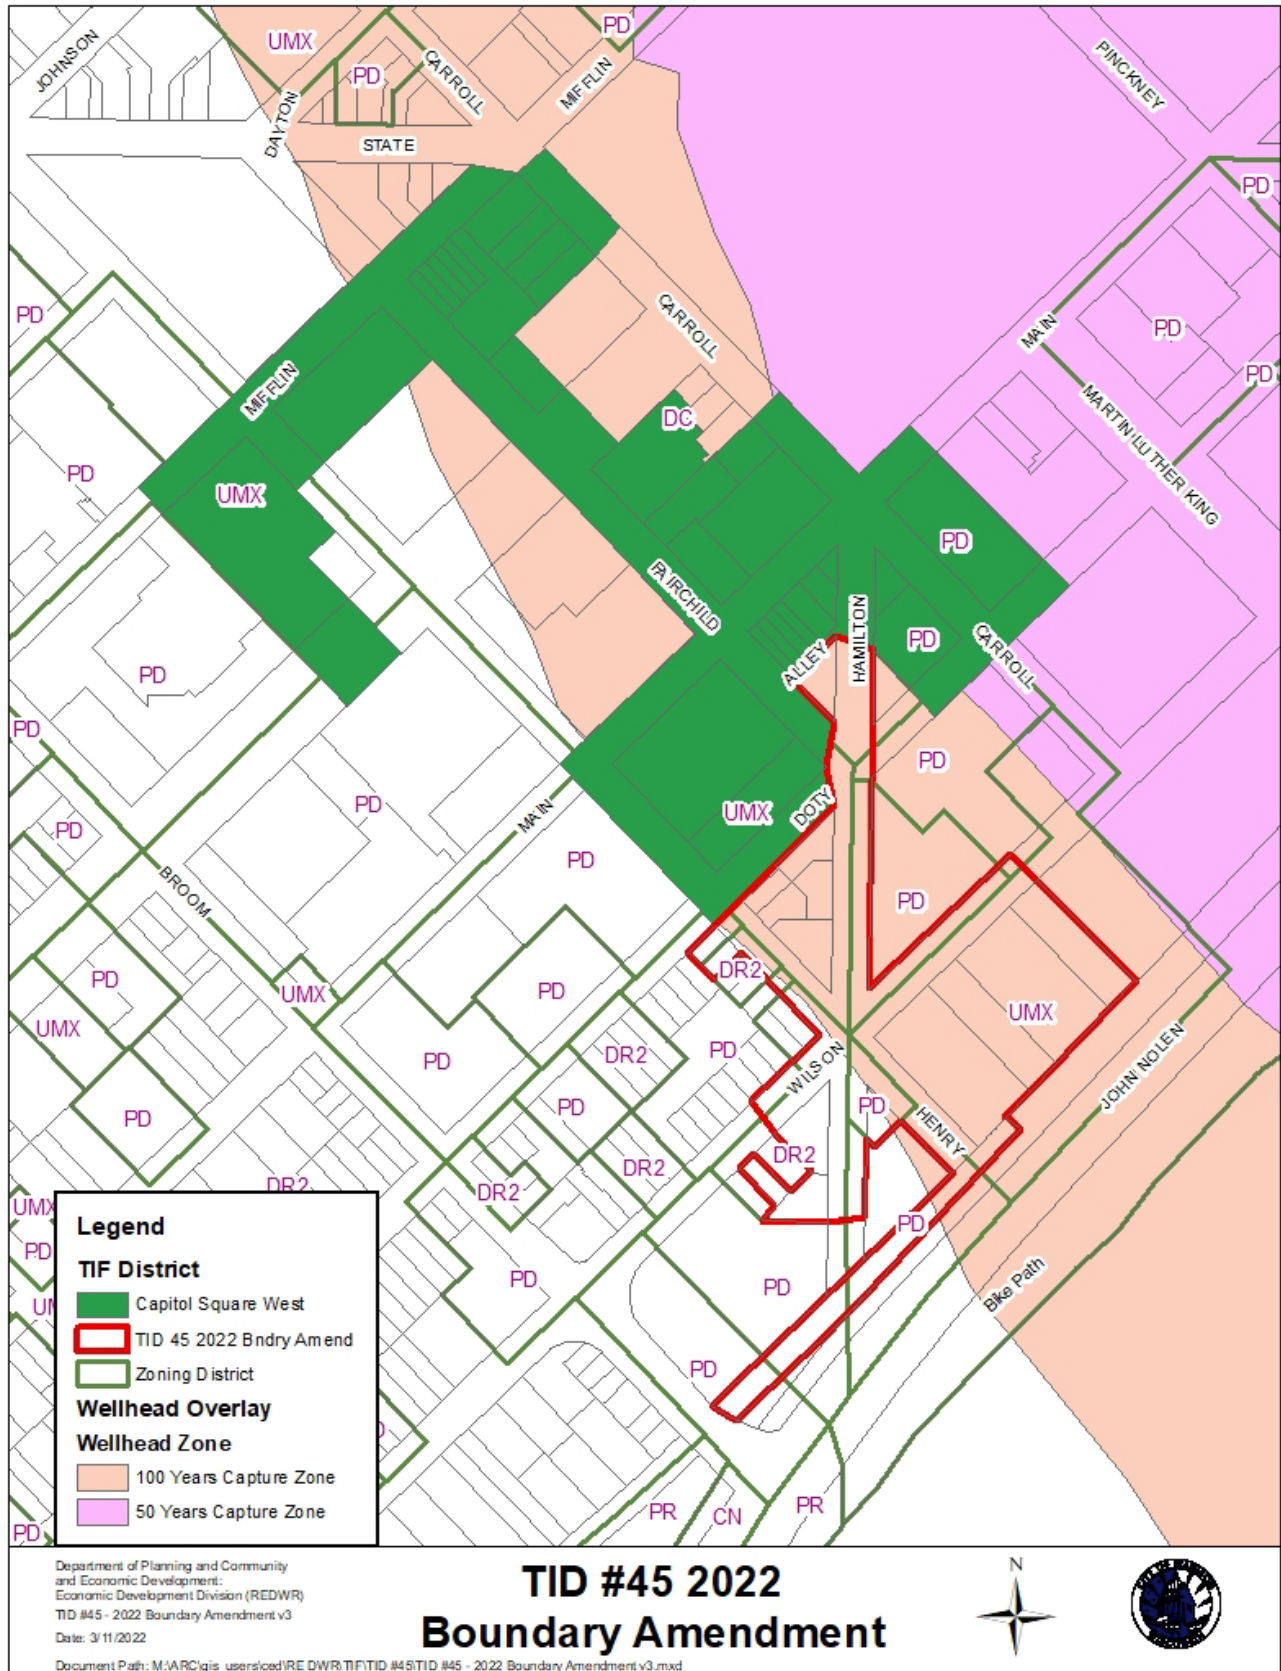 PD
UMX
JOHNSON
CARROLL
MIFFLIN
PD
PINCKNEY
DAYTON
STATE
PD
PD
CARROLL
MAIN
PD
PD
MIFFLIN
MARTIN LUTHER KING
DC
PD
UMX
PD
FAIRCHILD
HAMILTON
PD
CARROLL
ALLEY
PD
PD
PD
PD
MAIN
UMX
DOTY
PD
PD
BROOM
PD
PD
DR2
PD
UMX
PD
UMX
UMX
DR2
PD
WILSON
JOHN NOLEN
PD
PD
PD
HENRY
PD
DR2
DR2
DR2
DR2
UMX
PD
PD
PD
PD
Bike Path
UM
PD
PR
CN
PR
PD
Legend
TIF District
Capitol Square West
TID 45 2022 Bndry Amend
Zoning District
Wellhead Overlay
Wellhead Zone
100 Years Capture Zone
50 Years Capture Zone
Department of Planning and Community
and Economic Development:
Economic Development Division (REDWR)
TID #45 - 2022 Boundary Amendment v3
Date: 3/11/2022
Document Path: M:\ARC\gis_users\ced\RE DWR\TIF\TID #45\TID #45 - 2022 Boundary Amendment v3.mxd
TID #45 2022
Boundary Amendment
N